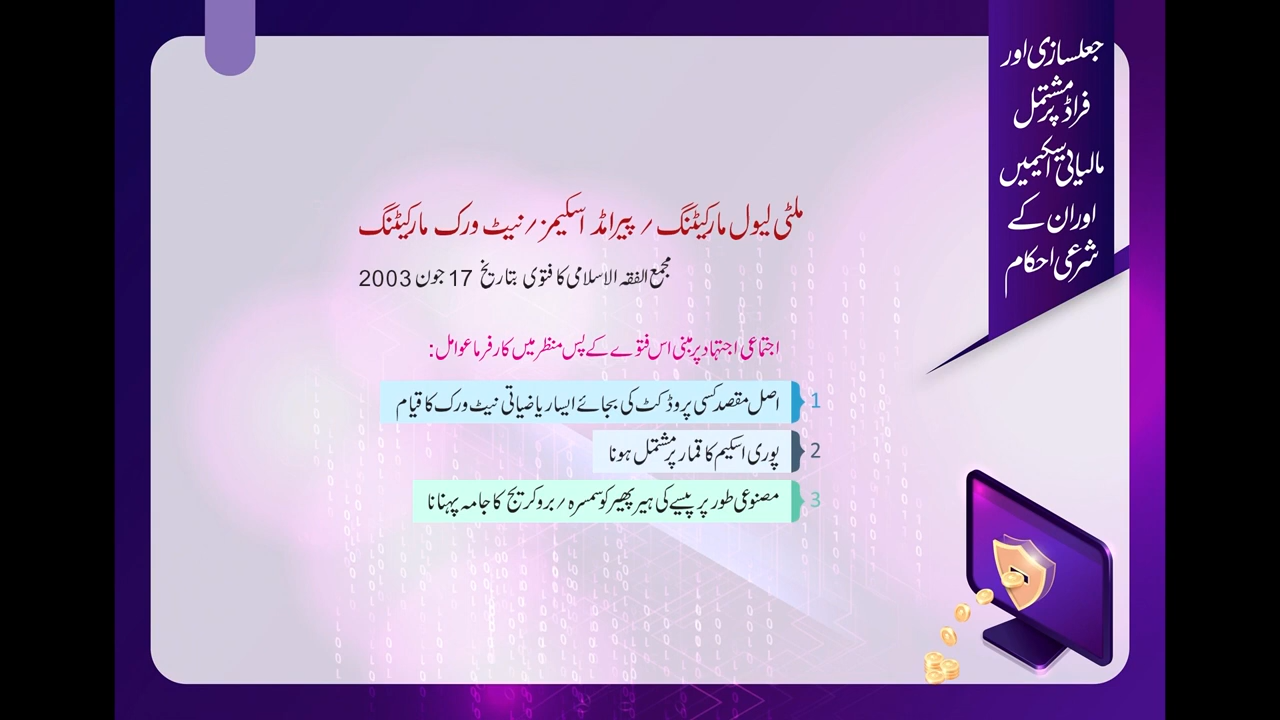 جعلسازی اور
فراڈ پر مشتمل
مالیاتی اسکیمیں
اور ان کے
شرعی احکام
ملٹی لیول مارکیٹنگ / پیرامڈ اسکیمز / نیٹ ورک مارکیٹنگ
مجمع الفقہ الاسلامی کا فتوی بتاریخ 17 جون 2003
اجتماعی اجتہاد پر مبنی اس فتوے کے پس منظر میں کارفرما عوامل:
1 اصل مقصد کسی پروڈکٹ کی بجائے ایسا ریاضیاتی نیٹ ورک کا قیام
2 پوری اسکیم کا قمار پر مشتمل ہونا
3 مصنوعی طور پر پیسے کی ہیر پھیر کو سمسرہ / بروکریج کا جامہ پہنانا